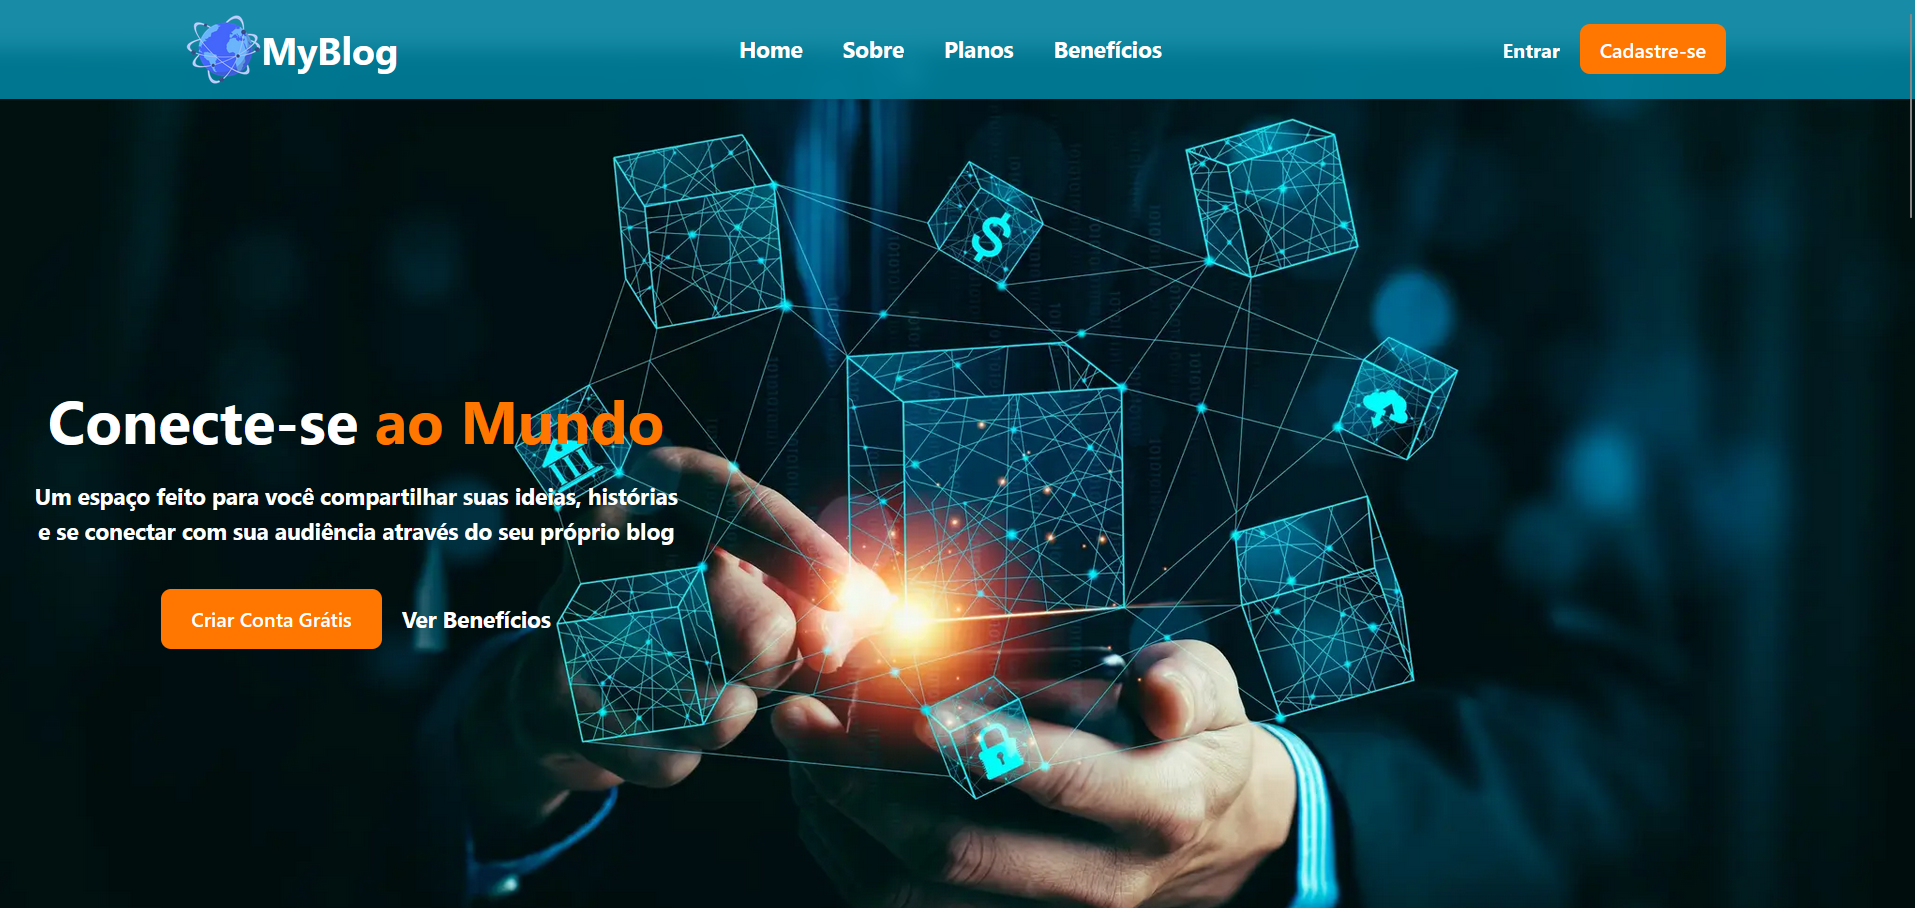 MyBlog
Home Sobre Planos Benefícios
Entrar Cadastre-se
Conecte-se ao Mundo
Um espaço feito para você compartilhar suas ideias, histórias
e se conectar com sua audiência através do seu próprio blog
Criar Conta Grátis Ver Benefícios
$